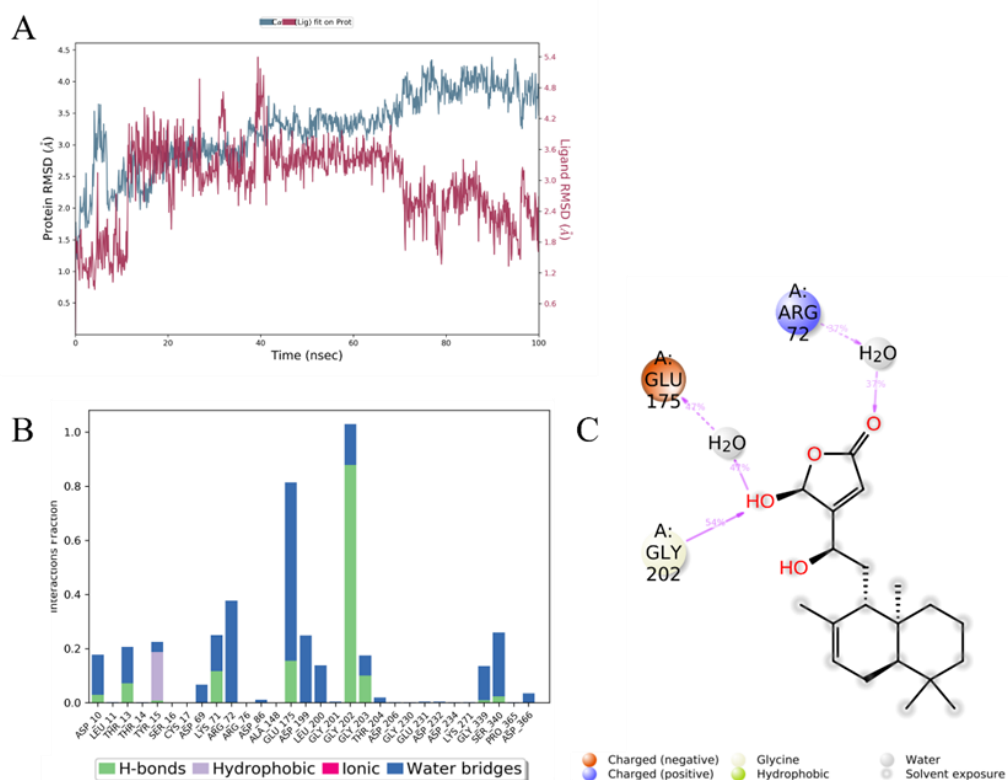 A
Ca (Lig) fit on Prot
Protein RMSD (Å)
4.5
4.0
3.5
3.0
2.5
2.0
1.5
1.0
0.5
5.4
4.8
4.2
3.6
3.0
2.4
1.8
1.2
0.6
Ligand RMSD (Å)
0 20 40 60 80 100
Time (nsec)
B
Interactions Fraction
1.0
0.8
0.6
0.4
0.2
0.0
ASP_10
LEU_11
THR_13
THR_14
TYR_15
SER_16
CYS_17
ASP_69
LYS_71
ARG_72
ARG_76
ASP_86
ALA_148
GLU_175
ASP_199
LEU_200
GLY_201
GLY_202
GLY_203
THR_204
ASP_206
GLY_230
GLU_231
ASP_232
ASP_234
LYS_271
GLY_339
SER_340
PRO_365
ASP_366
H-bonds Hydrophobic Ionic Water bridges
C
A:
ARG
72
32%
H₂O
37%
A:
GLU
175
42%
H₂O
47%
O
O
HO
54%
A:
GLY
202
HO
Charged (negative)
Charged (positive)
Glycine
Hydrophobic
Water
Solvent exposure